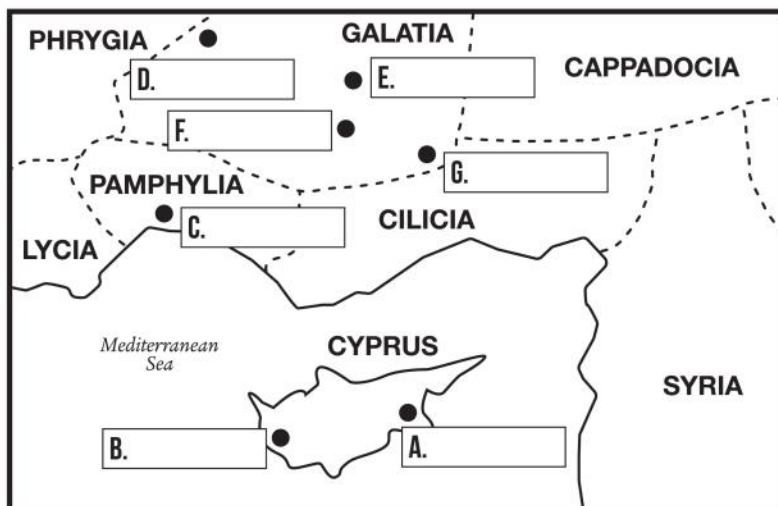 PHRYGIA
GALATIA
CAPPADOCIA
D.
E.
F.
G.
PAMPHYLIA
C.
CILICIA
LYCIA
Mediterranean
Sea
CYPRUS
SYRIA
B.
A.